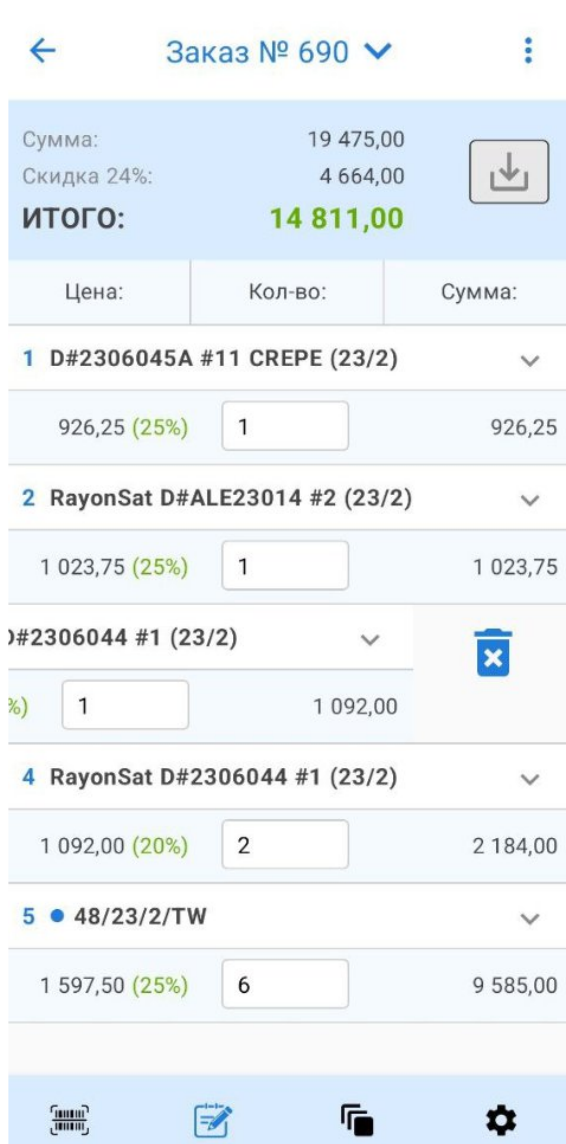 Заказ № 690
Сумма: 19 475,00
Скидка 24%: 4 664,00
ИТОГО: 14 811,00
Цена: Кол-во: Сумма:
1 D#2306045A #11 CREPE (23/2)
926,25 (25%) 1 926,25
2 RayonSat D#ALE23014 #2 (23/2)
1 023,75 (25%) 1 1 023,75
D#2306044 #1 (23/2)
%) 1 1 092,00
4 RayonSat D#2306044 #1 (23/2)
1 092,00 (20%) 2 2 184,00
5 48/23/2/TW
1 597,50 (25%) 6 9 585,00